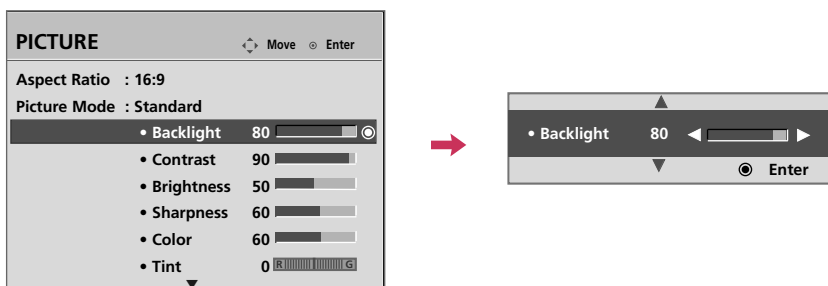 PICTURE
Move Enter
Aspect Ratio : 16:9
Picture Mode : Standard
• Backlight 80
• Contrast 90
• Brightness 50
• Sharpness 60
• Color 60
• Tint 0 R G
• Backlight 80
Enter